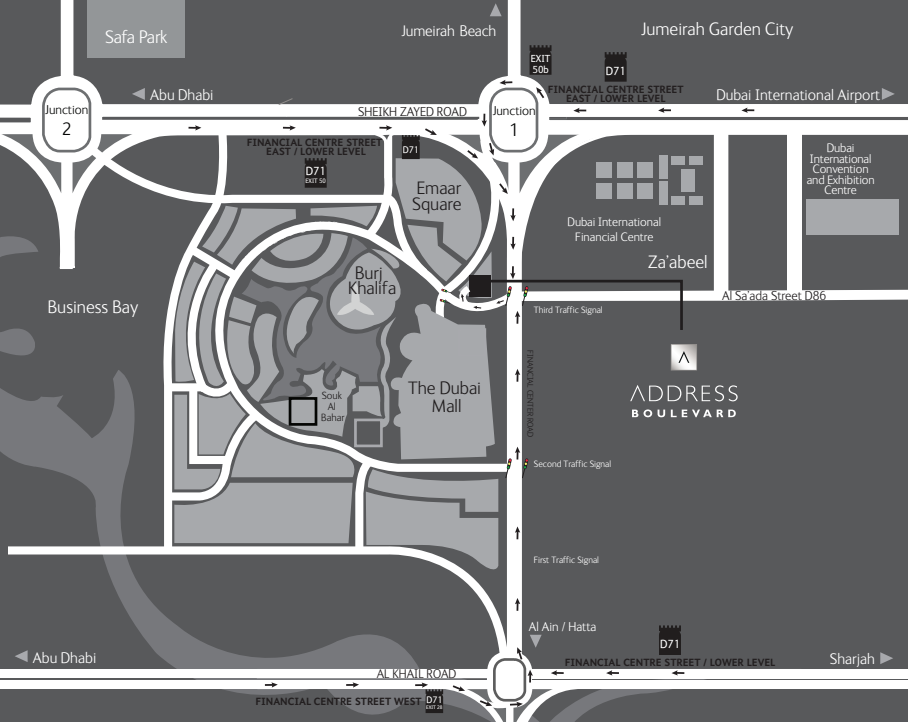 Safa Park
Jumeirah Beach
Jumeirah Garden City
EXIT
50b
D71
FINANCIAL CENTRE STREET
EAST / LOWER LEVEL
Abu Dhabi
Dubai International Airport
SHEIKH ZAYED ROAD
Junction
2
Junction
1
FINANCIAL CENTRE STREET
EAST / LOWER LEVEL
D71
D71
EXIT 50
Dubai
International
Convention
and Exhibition
Centre
Emaar
Square
Dubai International
Financial Centre
Za'abeel
Burj
Khalifa
Business Bay
Al Sa'ada Street D86
Third Traffic Signal
FINANCIAL CENTER ROAD
ADDRESS
BOULEVARD
The Dubai
Mall
Souk
Al
Bahar
Second Traffic Signal
First Traffic Signal
Al Ain / Hatta
D71
Abu Dhabi
FINANCIAL CENTRE STREET / LOWER LEVEL
Sharjah
AL KHAIL ROAD
FINANCIAL CENTRE STREET WEST
D71
EXIT 28